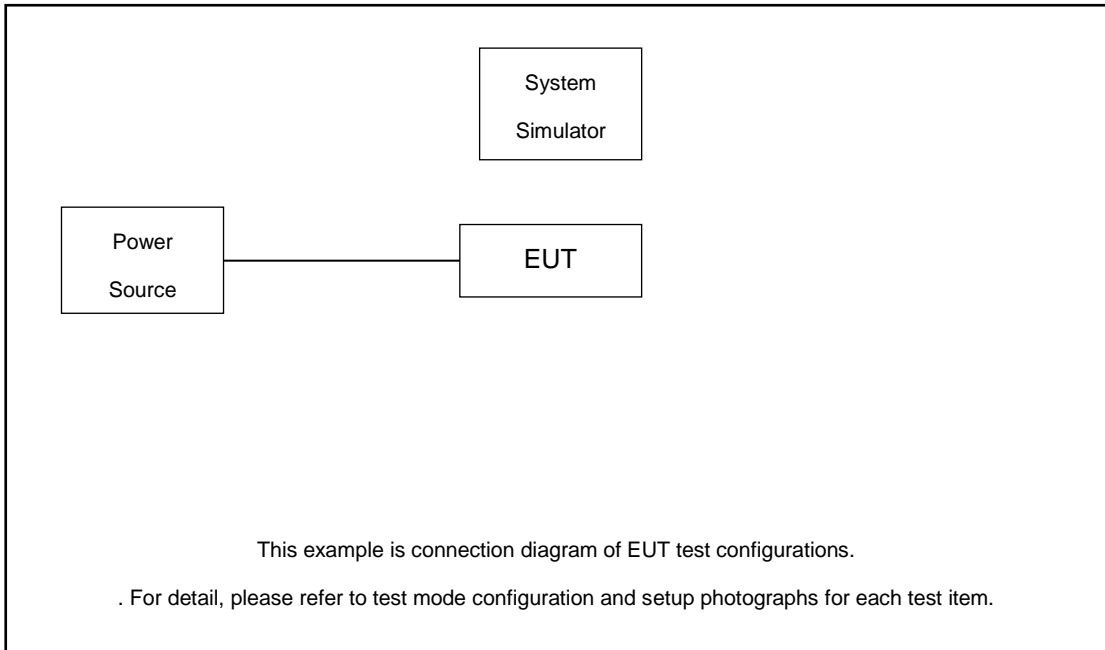 System
Simulator
Power
Source
EUT
This example is connection diagram of EUT test configurations.
. For detail, please refer to test mode configuration and setup photographs for each test item.